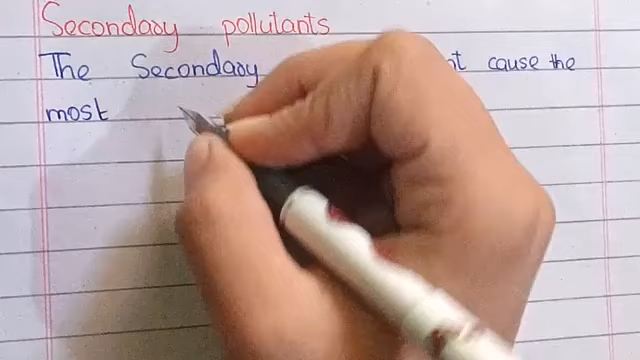 Secondary pollutants
The Secondary cause the
most